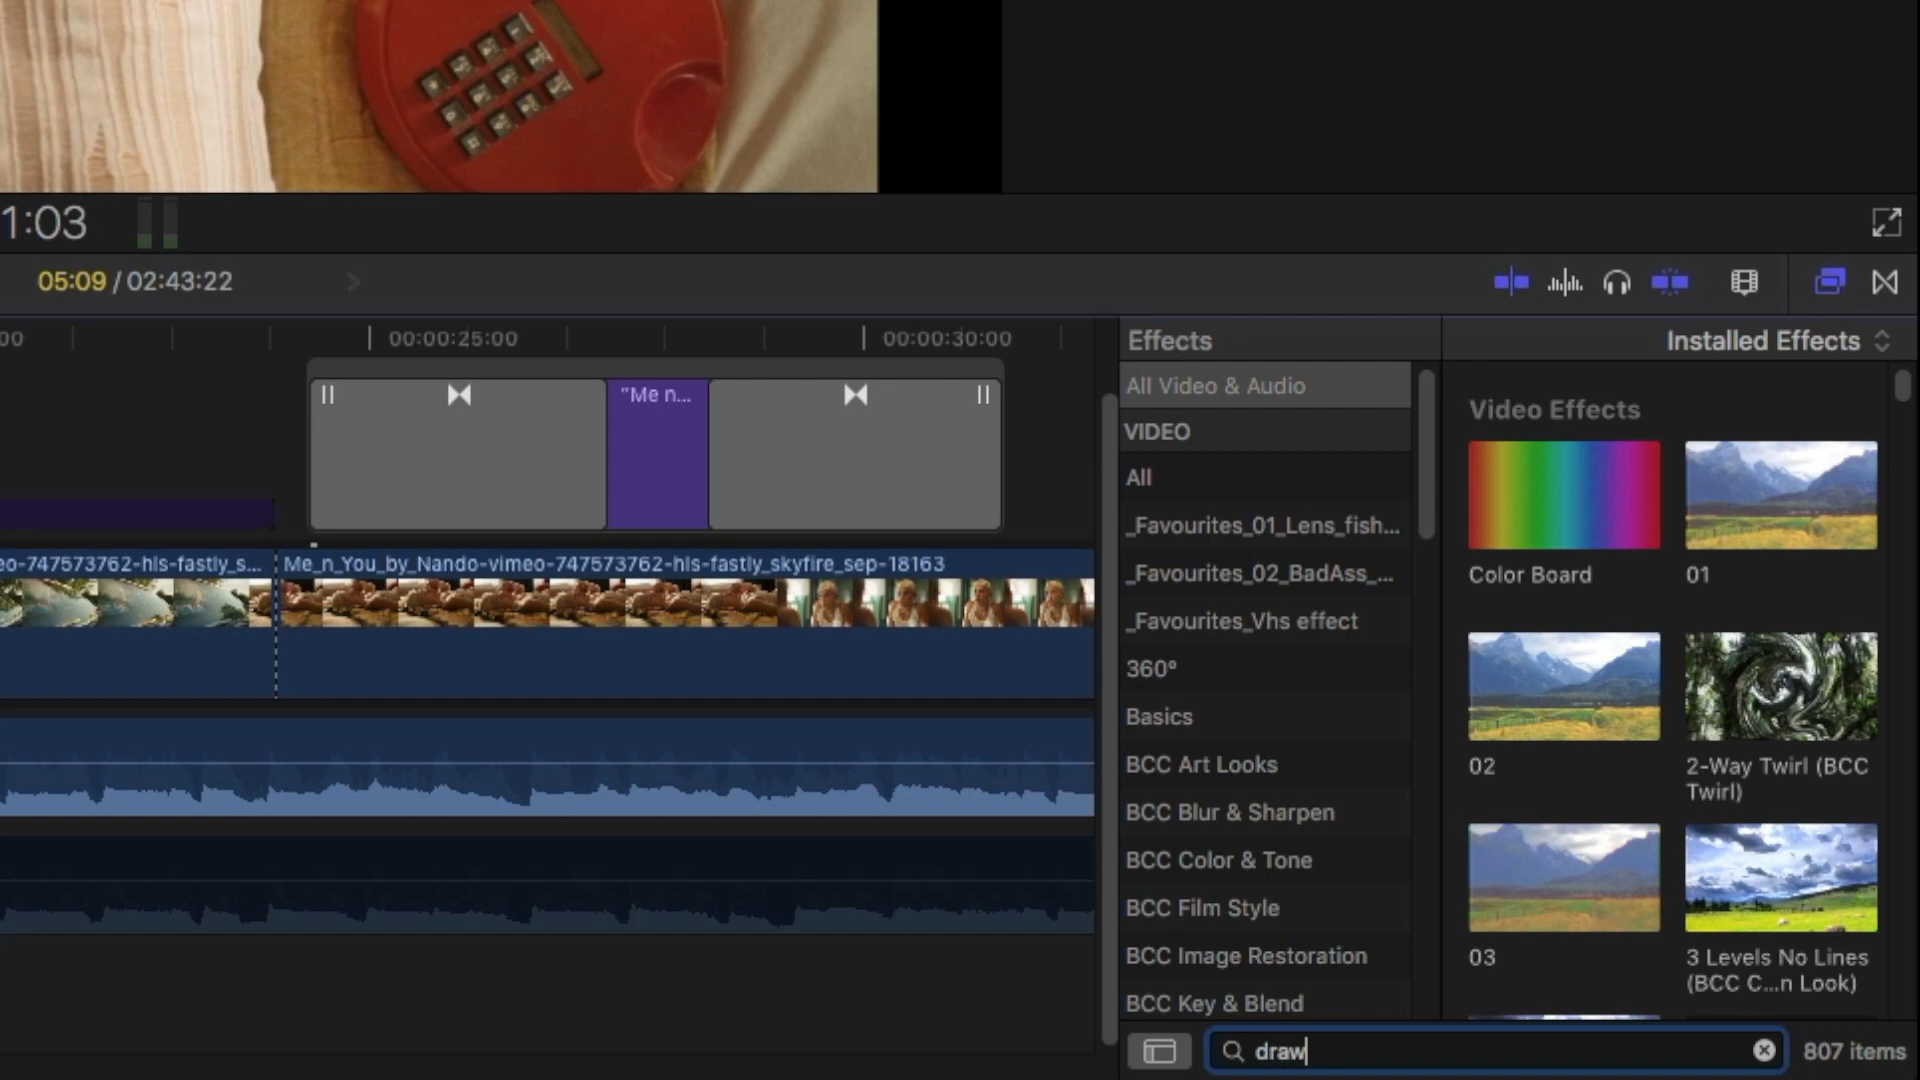 1:03
05:09 / 02:43:22
00
00:00:25:00
00:00:30:00
Effects
Installed Effects
"Me n...
All Video & Audio
VIDEO
All
_Favourites_01_Lens_fish...
_Favourites_02_BadAss_...
_Favourites_Vhs effect
360°
Basics
BCC Art Looks
BCC Blur & Sharpen
BCC Color & Tone
BCC Film Style
BCC Image Restoration
BCC Key & Blend
Video Effects
Color Board
01
02
2-Way Twirl (BCC
Twirl)
03
3 Levels No Lines
(BCC C...n Look)
eo-747573762-hls-fastly_s...
Me_n_You_by_Nando-vimeo-747573762-hls-fastly_skyfire_sep-18163
draw
807 items